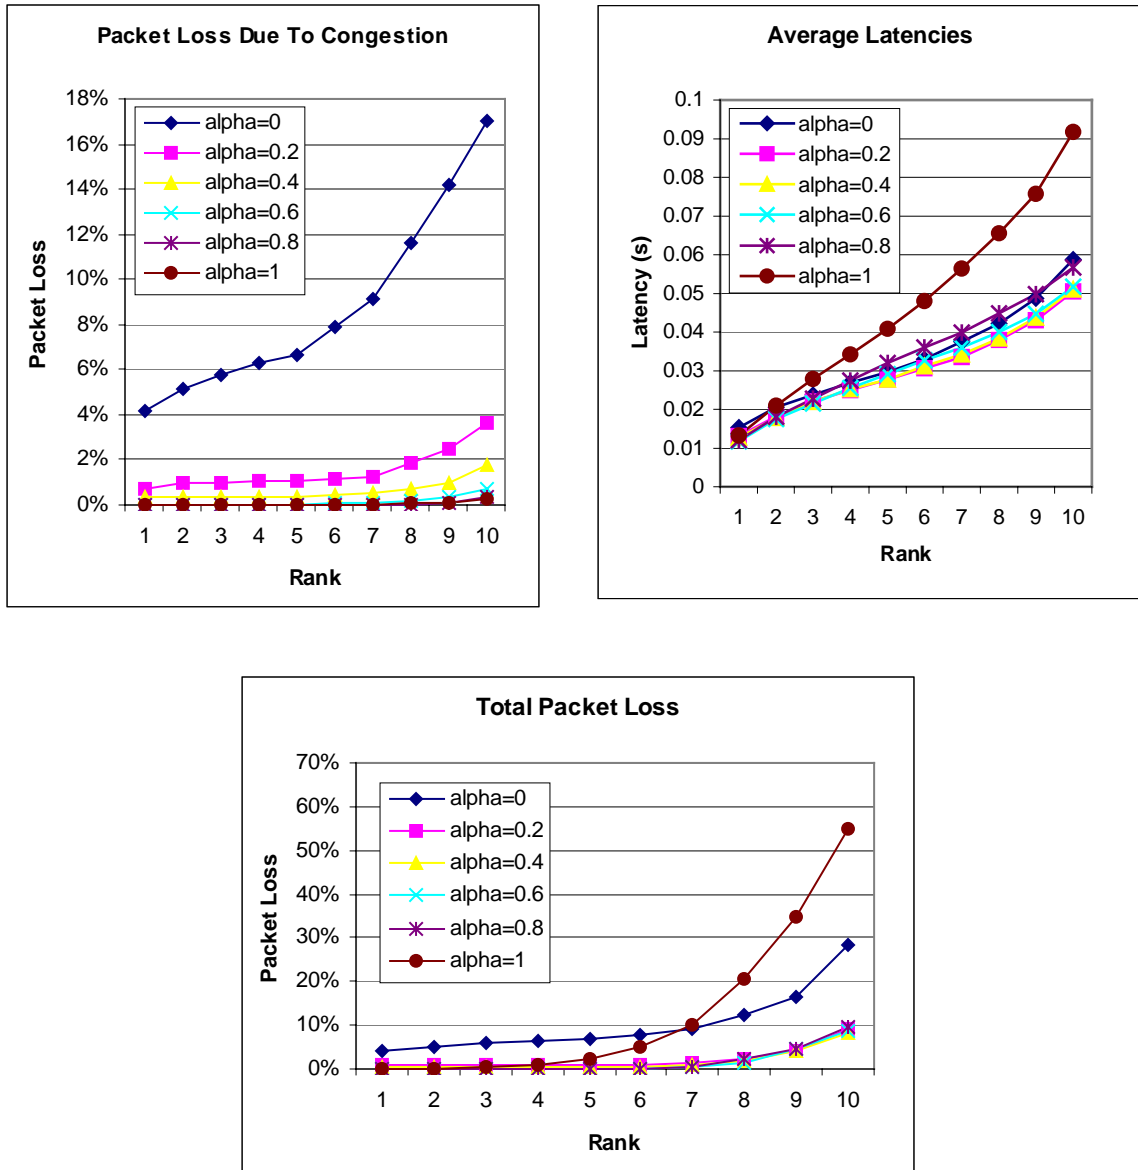 Packet Loss Due To Congestion
18%
16%
14%
12%
10%
8%
6%
4%
2%
0%
Packet Loss
alpha=0
alpha=0.2
alpha=0.4
alpha=0.6
alpha=0.8
alpha=1
1 2 3 4 5 6 7 8 9 10
Rank
Average Latencies
0.1
0.09
0.08
0.07
0.06
0.05
0.04
0.03
0.02
0.01
0
Latency (s)
alpha=0
alpha=0.2
alpha=0.4
alpha=0.6
alpha=0.8
alpha=1
1 2 3 4 5 6 7 8 9 10
Rank
Total Packet Loss
70%
60%
50%
40%
30%
20%
10%
0%
Packet Loss
alpha=0
alpha=0.2
alpha=0.4
alpha=0.6
alpha=0.8
alpha=1
1 2 3 4 5 6 7 8 9 10
Rank